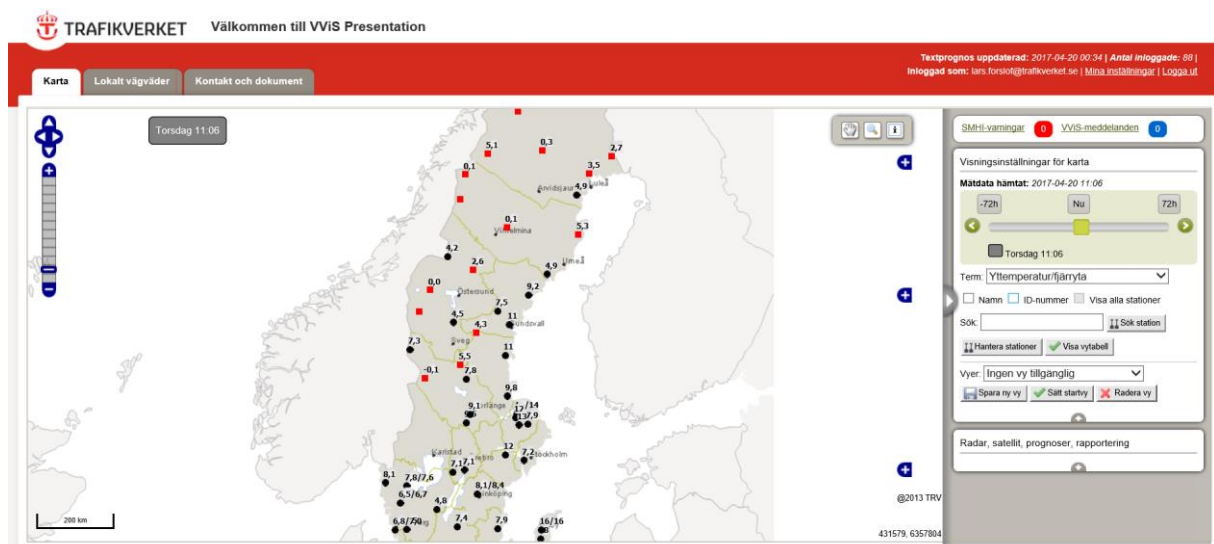 TRAFIKVERKET Välkommen till VViS Presentation
Textprognos uppdaterad: 2017-04-20 00:34 | Antal inloggade: 88 |
Inloggad som: lars.forslof@trafikverket.se | Mina inställningar | Logga ut
Karta Lokalt vägväder Kontakt och dokument
Torsdag 11:06
5,1
0,3
2,7
0,1
3,5
Arvidsjaur
4,9
Luleå
0,1
Vilhelmina
5,3
4,2
2,6
4,9
Umeå
0,0
Östersund
9,2
7,5
4,5
11
Sundsvall
4,3
7,3
Sveg
11
5,5
-0,1
7,8
9,8
9,1
17/14
7,9
12
Karlstad
7,2
7,1 7,1
8,1
7,8/7,6
8,1/8,4
6,5/6,7
4,8
7,4
7,9
16/16
200 km
@2013 TRV
431579, 6357804
SMHI-varningar 0 VViS-meddelanden 0
Visningsinställningar för karta
Mätdata hämtat: 2017-04-20 11:06
-72h Nu 72h
Torsdag 11:06
Term: Yttemperatur/fjärryta
Namn ID-nummer Visa alla stationer
Sök: Sök station
Hantera stationer Visa vytabell
Vyer: Ingen vy tillgänglig
Spara ny vy Sätt startvy Radera vy
Radar, satellit, prognoser, rapportering